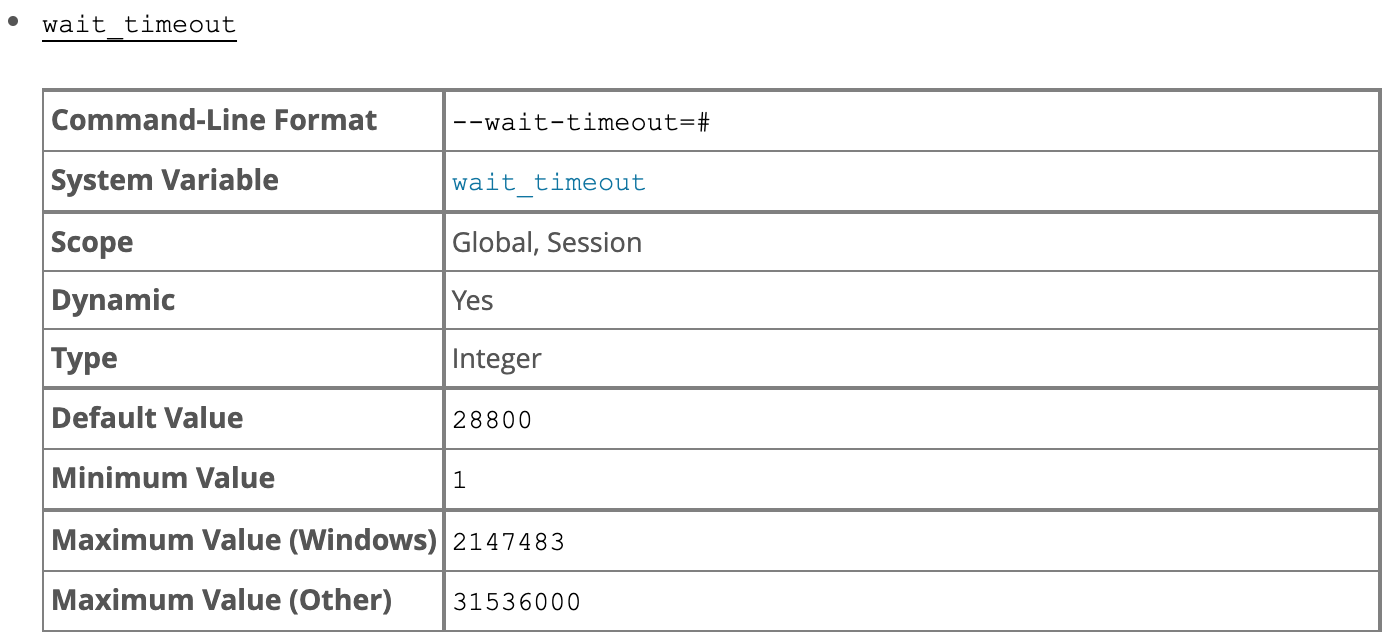 • wait_timeout
Command-Line Format --wait-timeout=#
System Variable wait_timeout
Scope Global, Session
Dynamic Yes
Type Integer
Default Value 28800
Minimum Value 1
Maximum Value (Windows) 2147483
Maximum Value (Other) 31536000